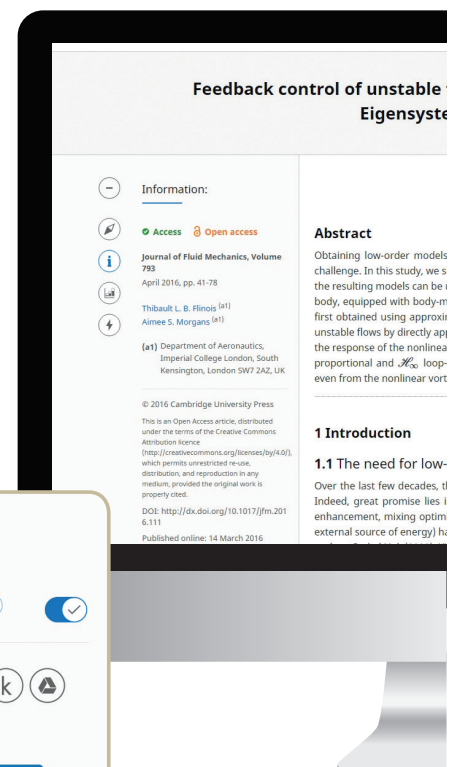 Feedback control of unstable
Eigensyste
Information:
Access Open access
Journal of Fluid Mechanics, Volume
793
April 2016, pp. 41-78
Thibault L. B. Flinois (a1)
Aimee S. Morgans (a1)
(a1) Department of Aeronautics,
Imperial College London, South
Kensington, London SW7 2AZ, UK
© 2016 Cambridge University Press
This is an Open Access article, distributed
under the terms of the Creative Commons
Attribution licence
(http://creativecommons.org/licenses/by/4.0/),
which permits unrestricted re-use,
distribution, and reproduction in any
medium, provided the original work is
properly cited.
DOI: http://dx.doi.org/10.1017/jfm.201
6.111
Published online: 14 March 2016
Abstract
Obtaining low-order models
challenge. In this study, we s
the resulting models can be
body, equipped with body-m
first obtained using approxi
unstable flows by directly app
the response of the nonlinea
proportional and ℋ∞ loop-
even from the nonlinear vort
1 Introduction
1.1 The need for low-
Over the last few decades, t
Indeed, great promise lies i
enhancement, mixing optim
external source of energy) ha
k